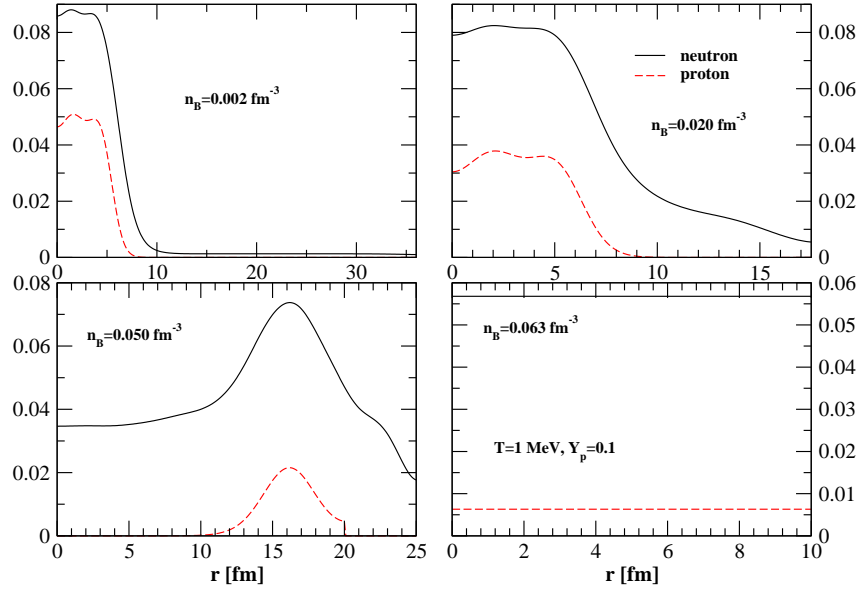 0.08
0.06
0.04
0.02
0
n_B=0.002 fm^-3
0 10 20 30
0.08
0.06
0.04
0.02
0
neutron
proton
n_B=0.020 fm^-3
0 5 10 15
0.08
0.06
0.04
0.02
0
n_B=0.050 fm^-3
0 5 10 15 20 25
r [fm]
0.06
0.05
0.04
0.03
0.02
0.01
0
n_B=0.063 fm^-3
T=1 MeV, Y_p=0.1
0 2 4 6 8 10
r [fm]